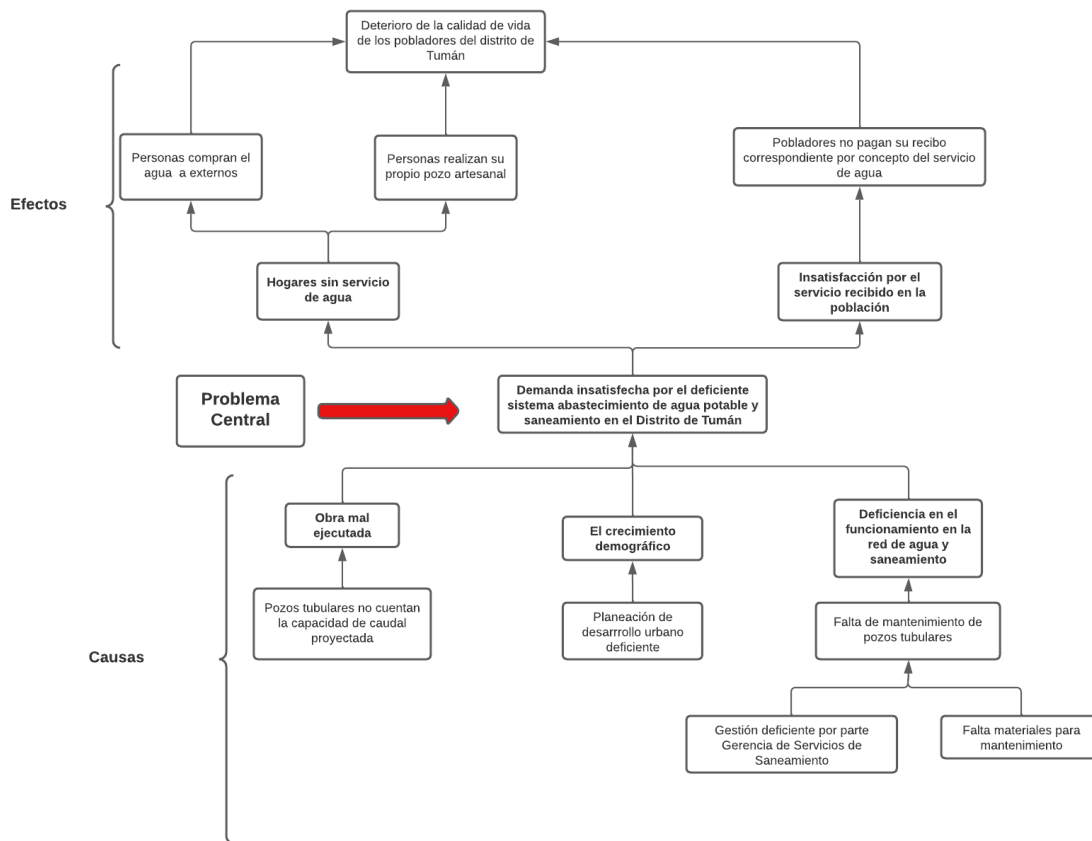 Deterioro de la calidad de vida
de los pobladores del distrito de
Tumán
Personas compran el
agua a externos
Personas realizan su
propio pozo artesanal
Pobladores no pagan su recibo
correspondiente por concepto del servicio
de agua
Efectos
Hogares sin servicio
de agua
Insatisfacción por el
servicio recibido en la
población
Problema
Central
Demanda insatisfecha por el deficiente
sistema abastecimiento de agua potable y
saneamiento en el Distrito de Tumán
Obra mal
ejecutada
El crecimiento
demográfico
Deficiencia en el
funcionamiento en la
red de agua y
saneamiento
Pozos tubulares no cuentan
la capacidad de caudal
proyectada
Planeación de
desarrrollo urbano
deficiente
Falta de mantenimiento de
pozos tubulares
Causas
Gestión deficiente por parte
Gerencia de Servicios de
Saneamiento
Falta materiales para
mantenimiento